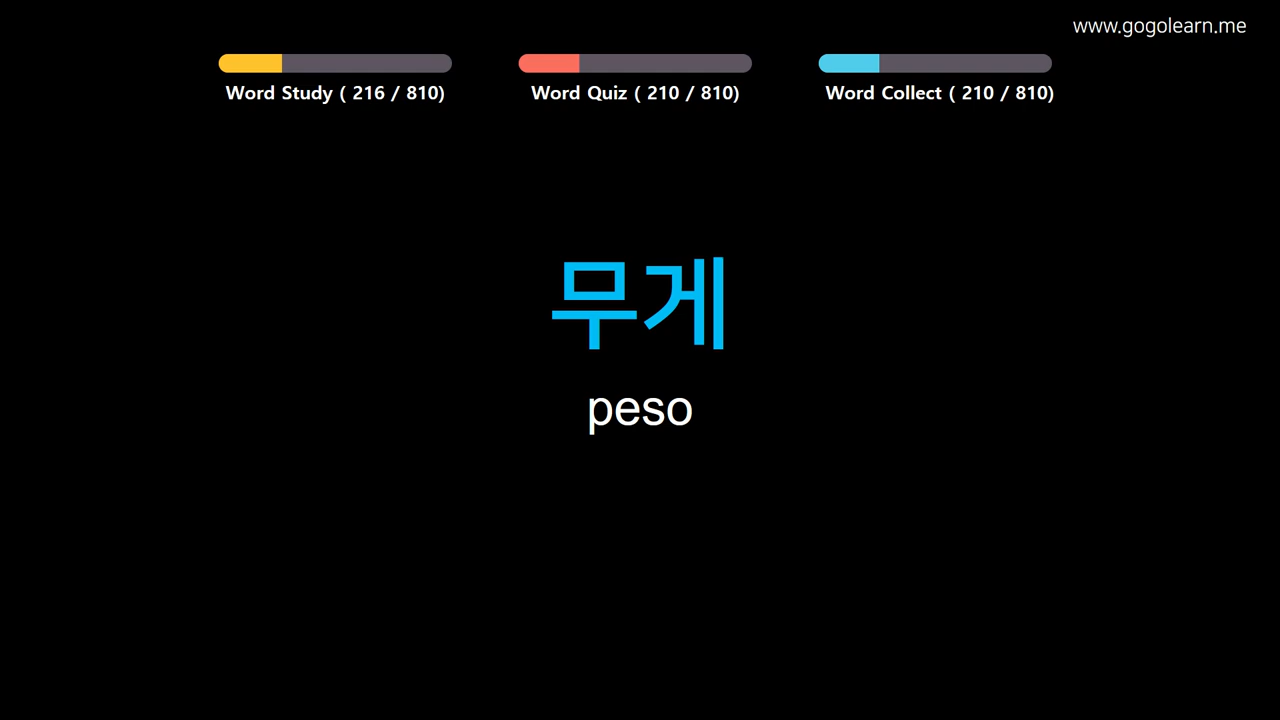 www.gogolearn.me
Word Study ( 216 / 810)
Word Quiz ( 210 / 810)
Word Collect ( 210 / 810)
무게
peso